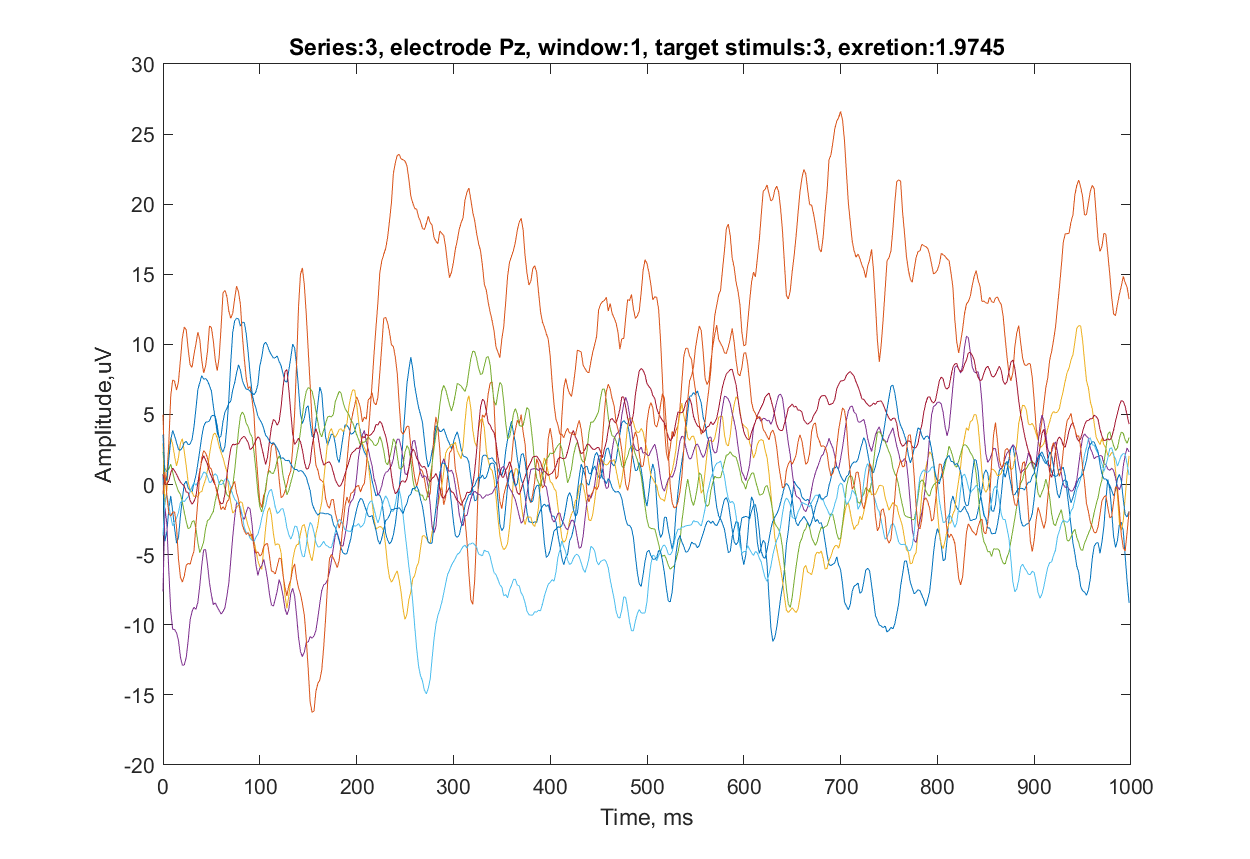 Series:3, electrode Pz, window:1, target stimuls:3, exretion:1.9745
30
25
20
15
10
5
0
-5
-10
-15
-20
Amplitude,uV
0 100 200 300 400 500 600 700 800 900 1000
Time, ms